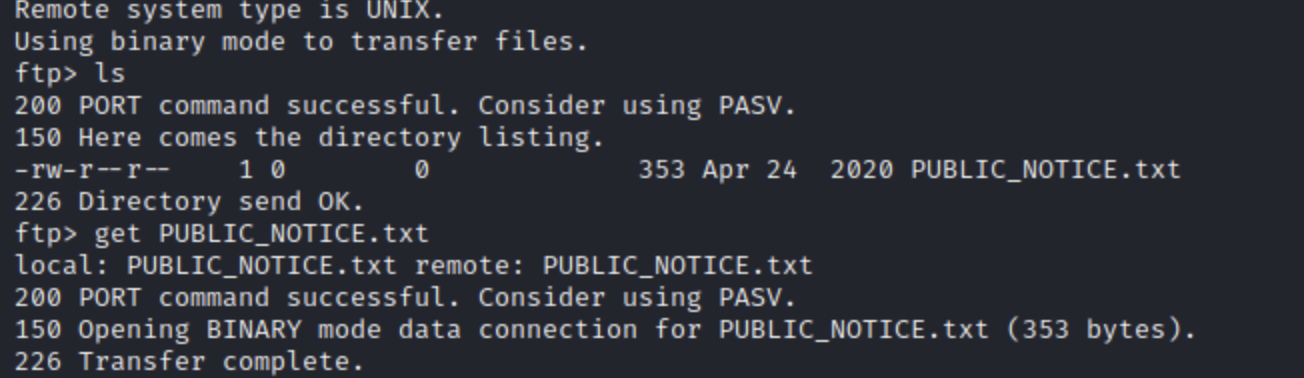 Remote system type is UNIX.
Using binary mode to transfer files.
ftp> ls
200 PORT command successful. Consider using PASV.
150 Here comes the directory listing.
-rw-r--r--    1 0        0             353 Apr 24  2020 PUBLIC_NOTICE.txt
226 Directory send OK.
ftp> get PUBLIC_NOTICE.txt
local: PUBLIC_NOTICE.txt remote: PUBLIC_NOTICE.txt
200 PORT command successful. Consider using PASV.
150 Opening BINARY mode data connection for PUBLIC_NOTICE.txt (353 bytes).
226 Transfer complete.